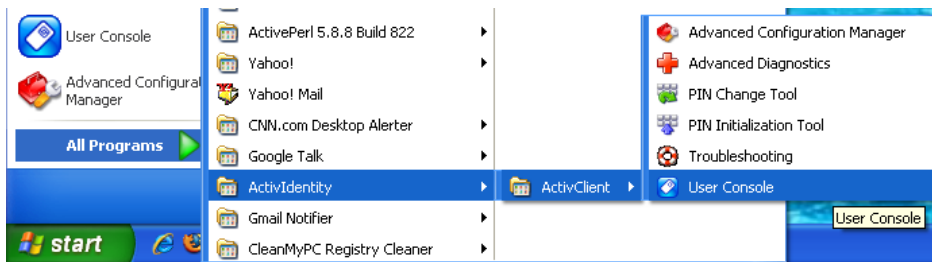 User Console
Advanced Configurat
Manager
All Programs
start
ActivePerl 5.8.8 Build 822
Yahoo!
Yahoo! Mail
CNN.com Desktop Alerter
Google Talk
ActivIdentity
Gmail Notifier
CleanMyPC Registry Cleaner
ActivClient
Advanced Configuration Manager
Advanced Diagnostics
PIN Change Tool
PIN Initialization Tool
Troubleshooting
User Console
User Console